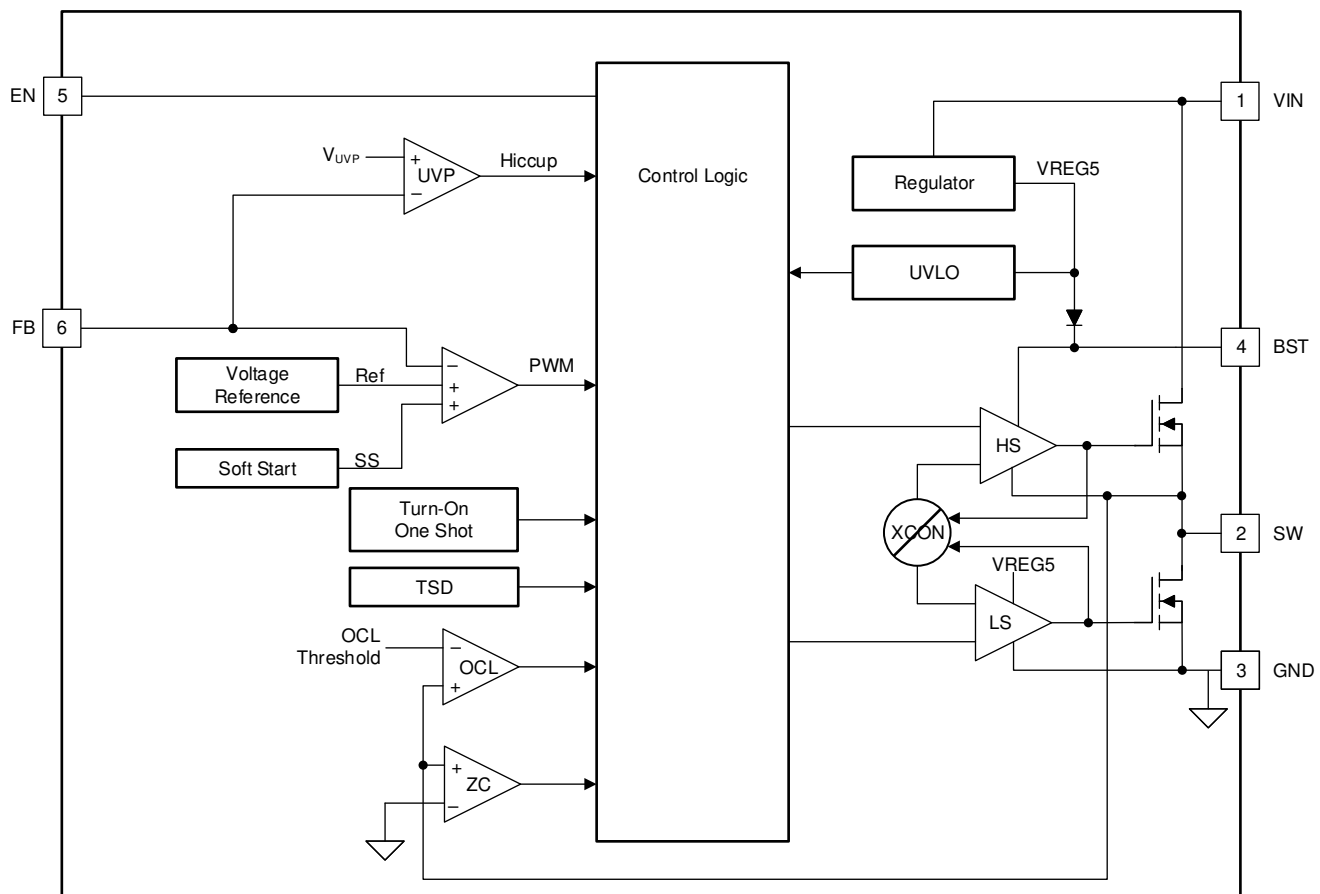 EN
5
V_UVP
+
UVP
−
Hiccup
Control Logic
1
VIN
Regulator
VREG5
UVLO
FB
6
4
BST
Voltage
Reference
Ref
−
+
+
PWM
Soft Start
SS
HS
Turn-On
One Shot
XCON
2
SW
TSD
VREG5
LS
OCL
Threshold
−
OCL
+
3
GND
+
ZC
−